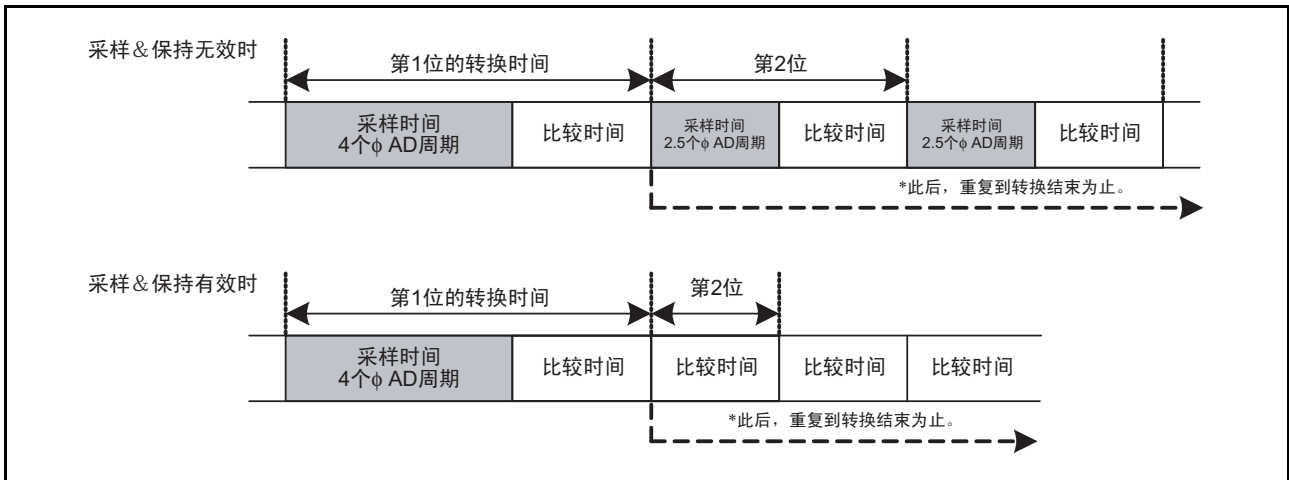 采样＆保持无效时
第1位的转换时间
第2位
采样时间
4个ϕ AD周期
比较时间
采样时间
2.5个ϕ AD周期
比较时间
采样时间
2.5个ϕ AD周期
比较时间
*此后，重复到转换结束为止。
采样＆保持有效时
第1位的转换时间
第2位
采样时间
4个ϕ AD周期
比较时间
比较时间
比较时间
比较时间
*此后，重复到转换结束为止。